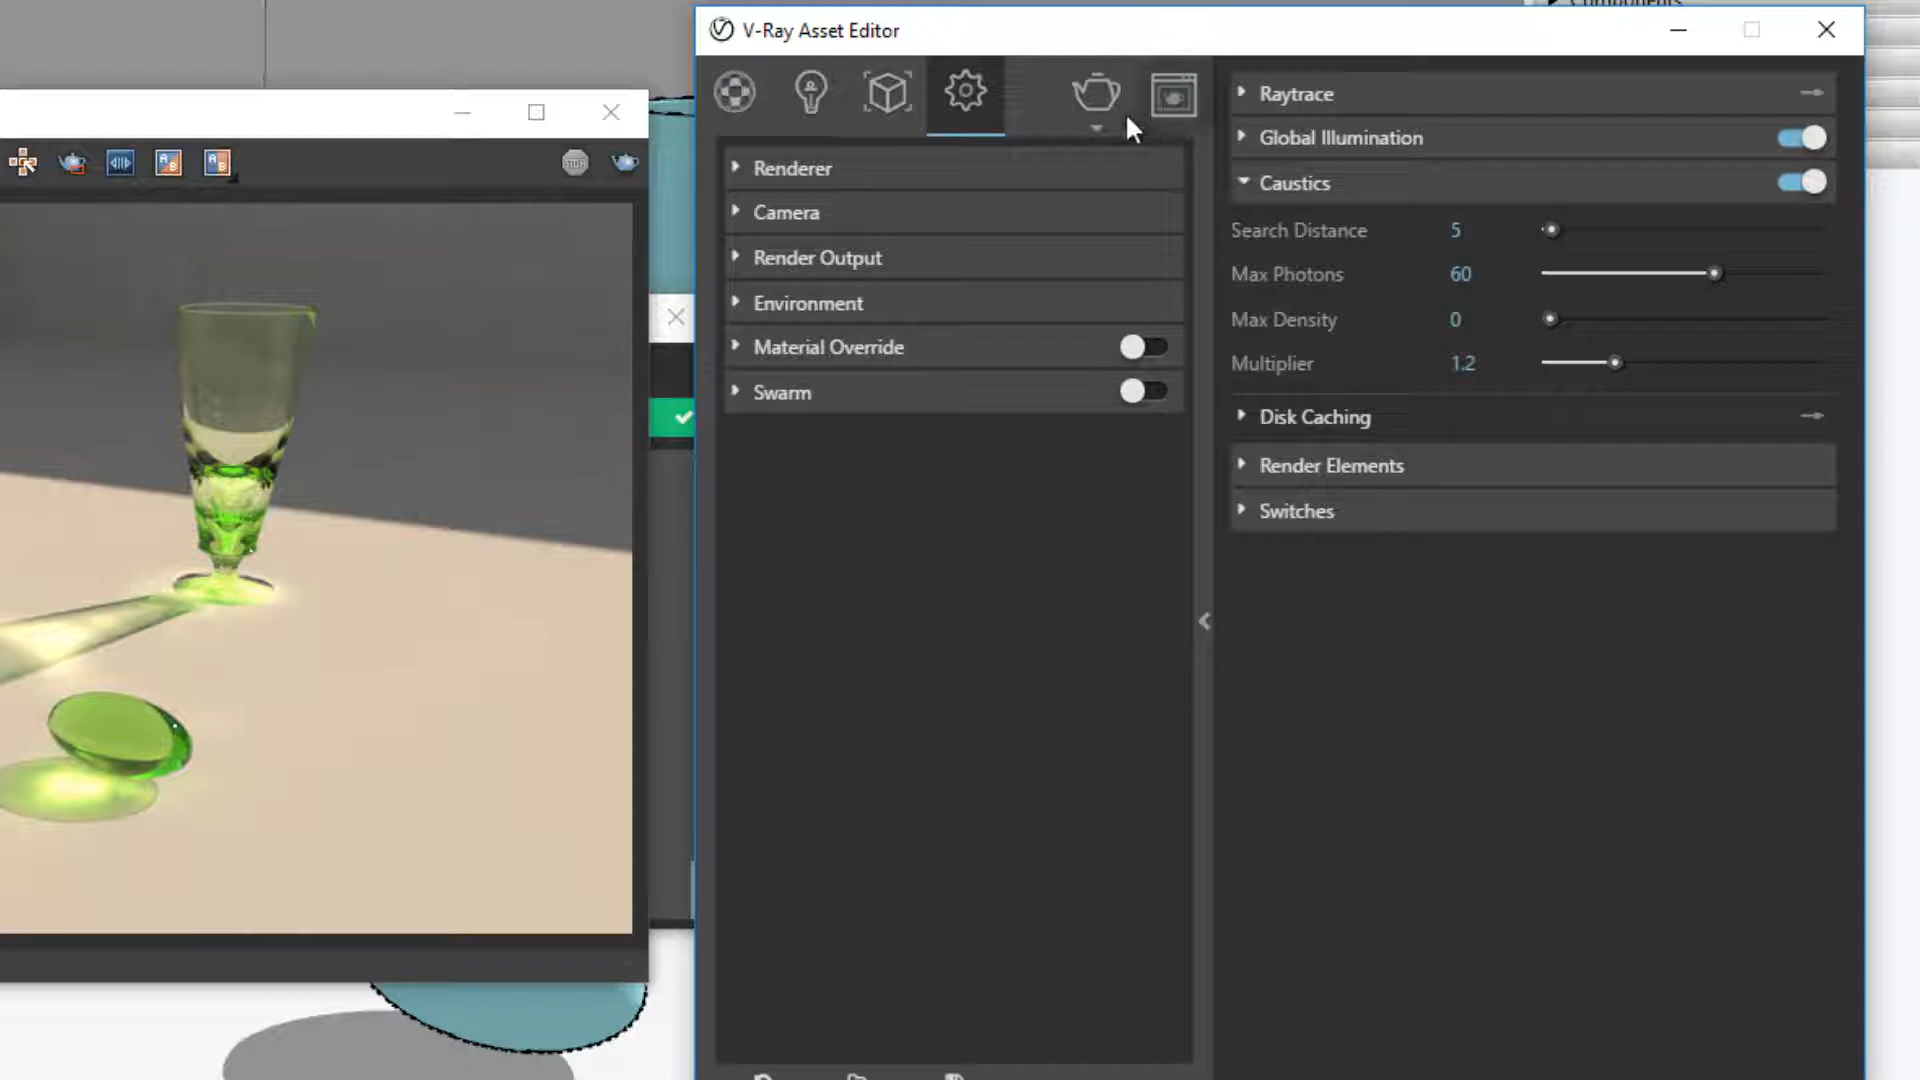 Components
V-Ray Asset Editor
Renderer
Camera
Render Output
Environment
Material Override
Swarm
Raytrace
Global Illumination
Caustics
Search Distance 5
Max Photons 60
Max Density 0
Multiplier 1.2
Disk Caching
Render Elements
Switches